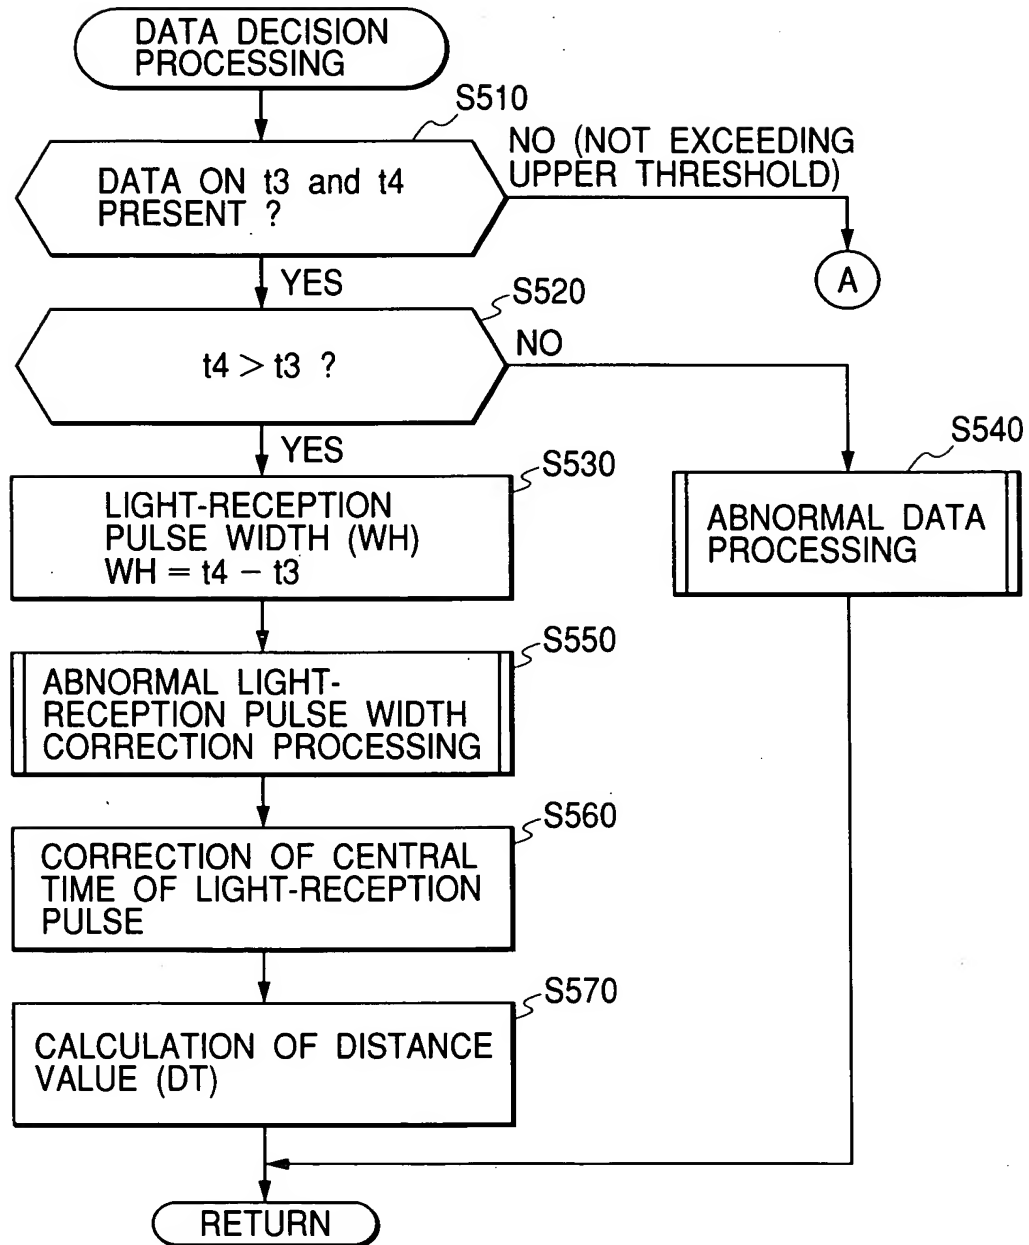 DATA DECISION
PROCESSING
S510
DATA ON t3 and t4
PRESENT ?
NO (NOT EXCEEDING
UPPER THRESHOLD)
A
YES
S520
t4 > t3 ?
NO
YES
S530
LIGHT-RECEPTION
PULSE WIDTH (WH)
WH = t4 − t3
S540
ABNORMAL DATA
PROCESSING
S550
ABNORMAL LIGHT-
RECEPTION PULSE WIDTH
CORRECTION PROCESSING
S560
CORRECTION OF CENTRAL
TIME OF LIGHT-RECEPTION
PULSE
S570
CALCULATION OF DISTANCE
VALUE (DT)
RETURN